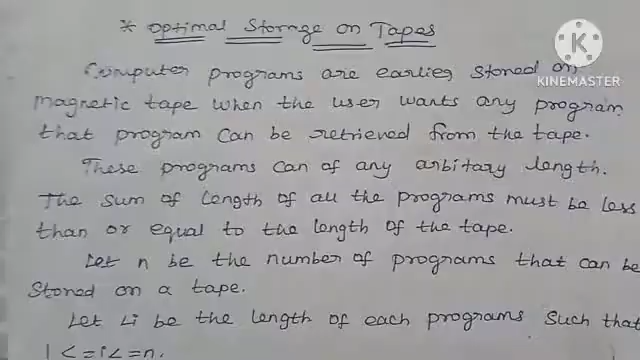 * Optimal Storage on Tapes
Computer programs are earlier stored on
magnetic tape when the user wants any program
that program can be retrieved from the tape.
These programs can of any arbitary length.
The sum of length of all the programs must be less
than or equal to the length of the tape.
Let n be the number of programs that can be
stored on a tape.
Let Li be the length of each programs such that
1<=i<=n.
K
KINEMASTER